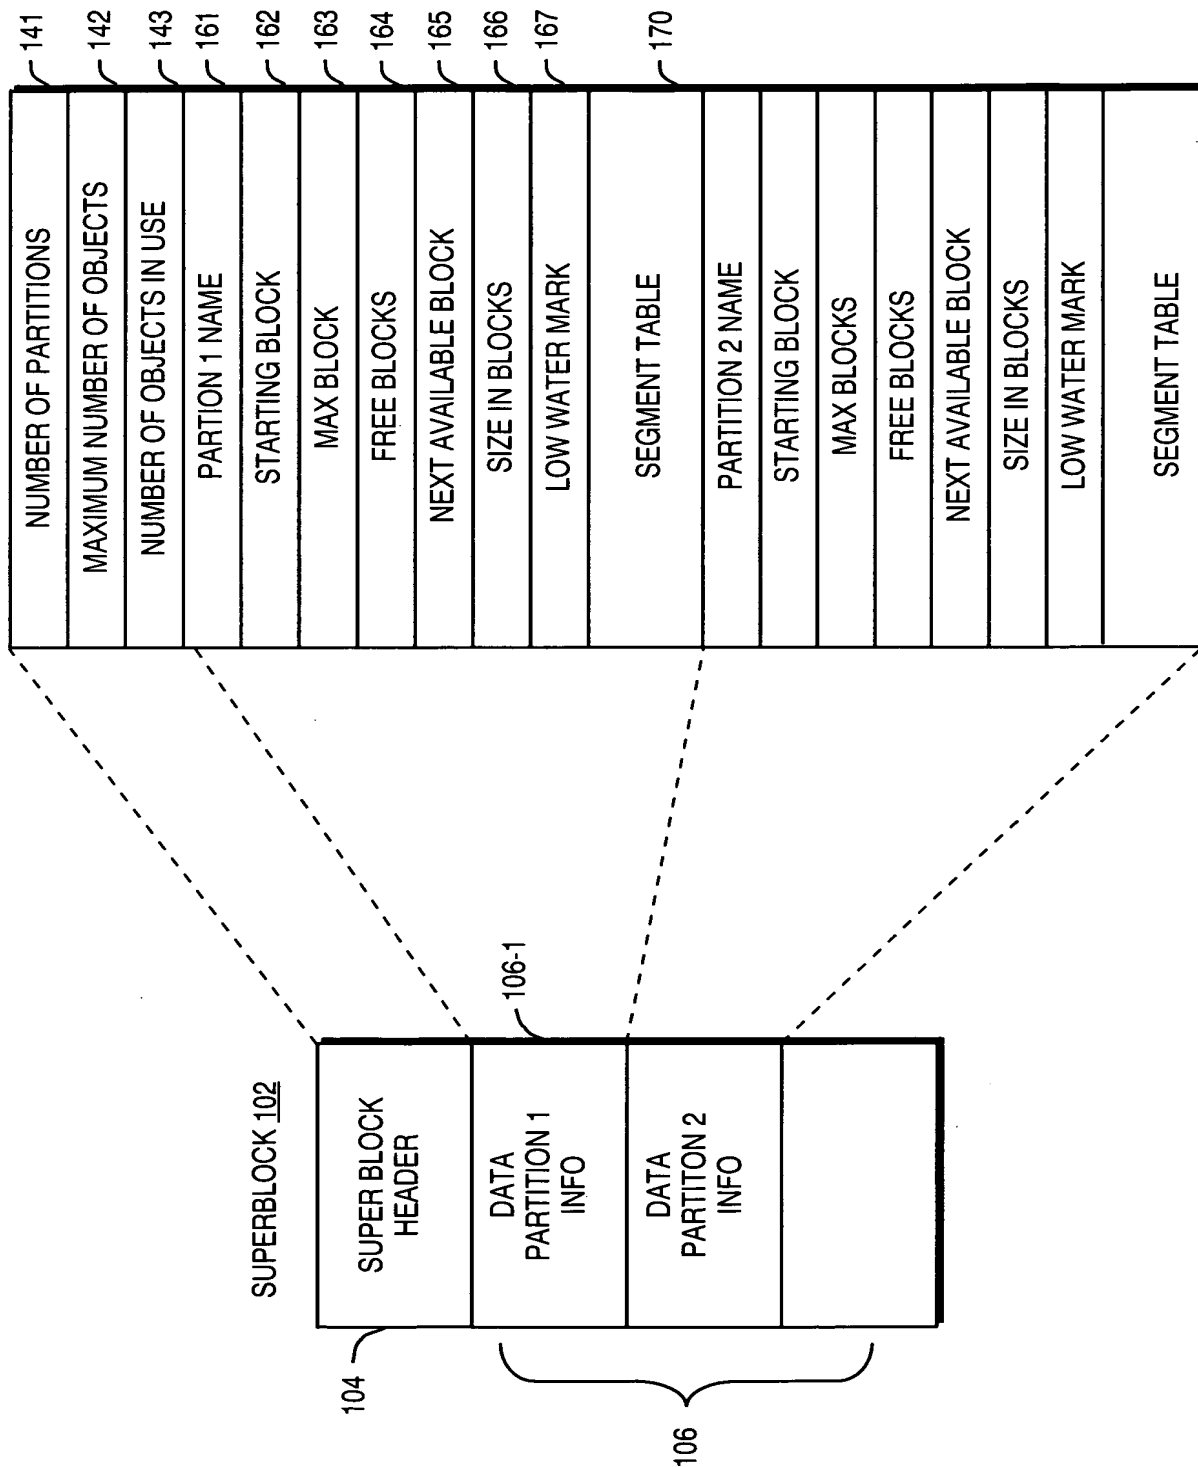 SUPERBLOCK 102
104
SUPER BLOCK
HEADER
106-1
DATA
PARTITION 1
INFO
DATA
PARTITON 2
INFO
106
NUMBER OF PARTITIONS
141
MAXIMUM NUMBER OF OBJECTS
142
NUMBER OF OBJECTS IN USE
143
PARTION 1 NAME
161
STARTING BLOCK
162
MAX BLOCK
163
FREE BLOCKS
164
NEXT AVAILABLE BLOCK
165
SIZE IN BLOCKS
166
LOW WATER MARK
167
SEGMENT TABLE
170
PARTITION 2 NAME
STARTING BLOCK
MAX BLOCKS
FREE BLOCKS
NEXT AVAILABLE BLOCK
SIZE IN BLOCKS
LOW WATER MARK
SEGMENT TABLE